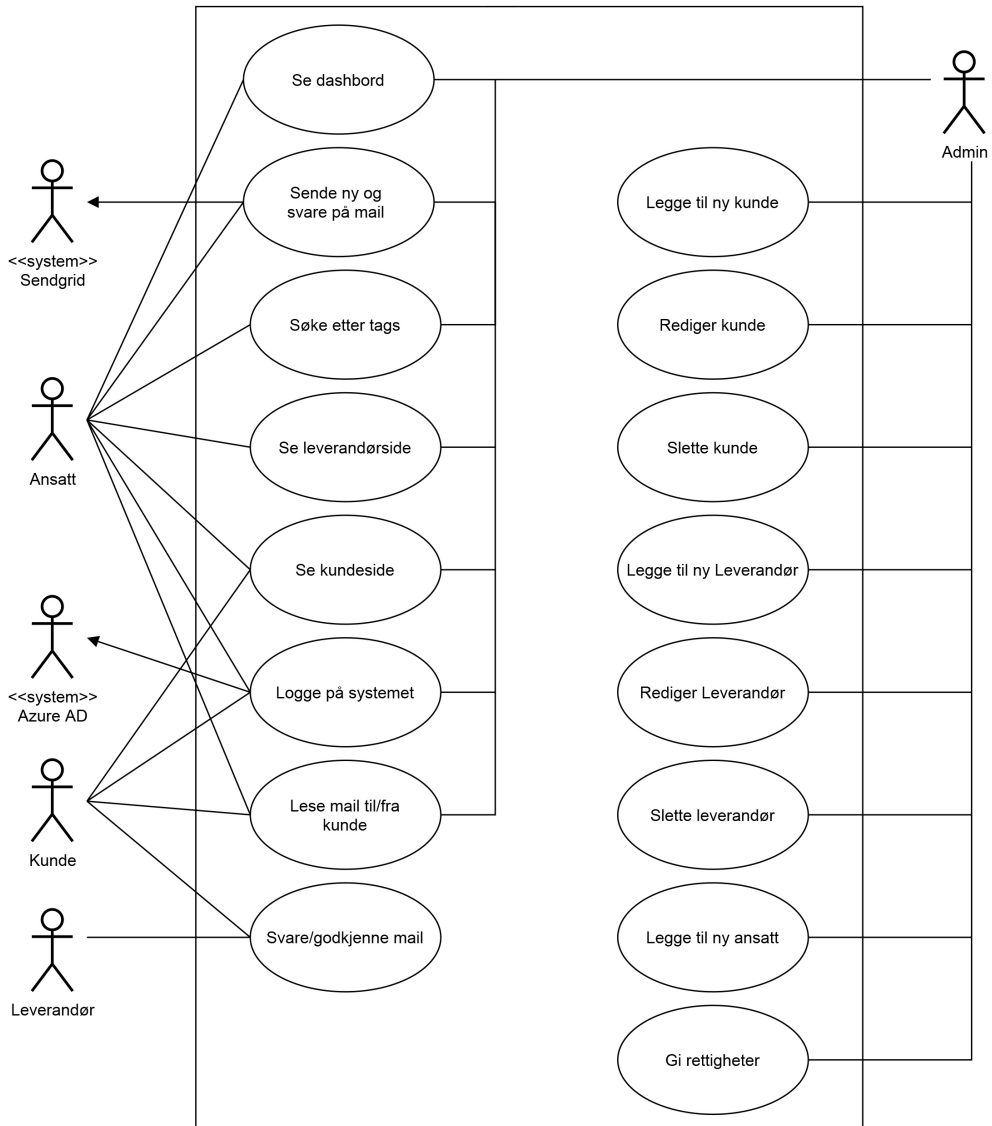 Se dashbord
Admin
Sende ny og
svare på mail
Legge til ny kunde
<<system>>
Sendgrid
Søke etter tags
Rediger kunde
Ansatt
Se leverandørside
Slette kunde
Se kundeside
Legge til ny Leverandør
<<system>>
Azure AD
Logge på systemet
Rediger Leverandør
Kunde
Lese mail til/fra
kunde
Slette leverandør
Leverandør
Svare/godkjenne mail
Legge til ny ansatt
Gi rettigheter